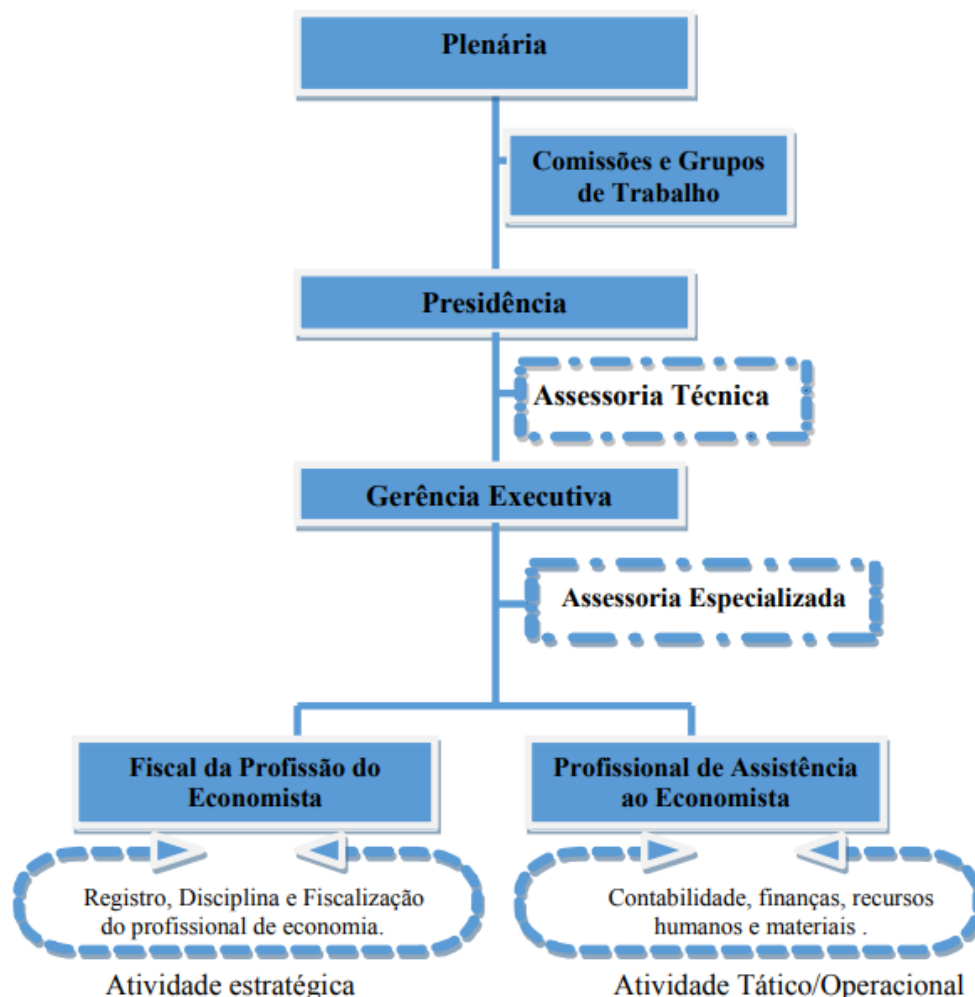 Plenária
Comissões e Grupos
de Trabalho
Presidência
Assessoria Técnica
Gerência Executiva
Assessoria Especializada
Fiscal da Profissão do
Economista
Profissional de Assistência
ao Economista
Registro, Disciplina e Fiscalização
do profissional de economia.
Contabilidade, finanças, recursos
humanos e materiais .
Atividade estratégica
Atividade Tático/Operacional